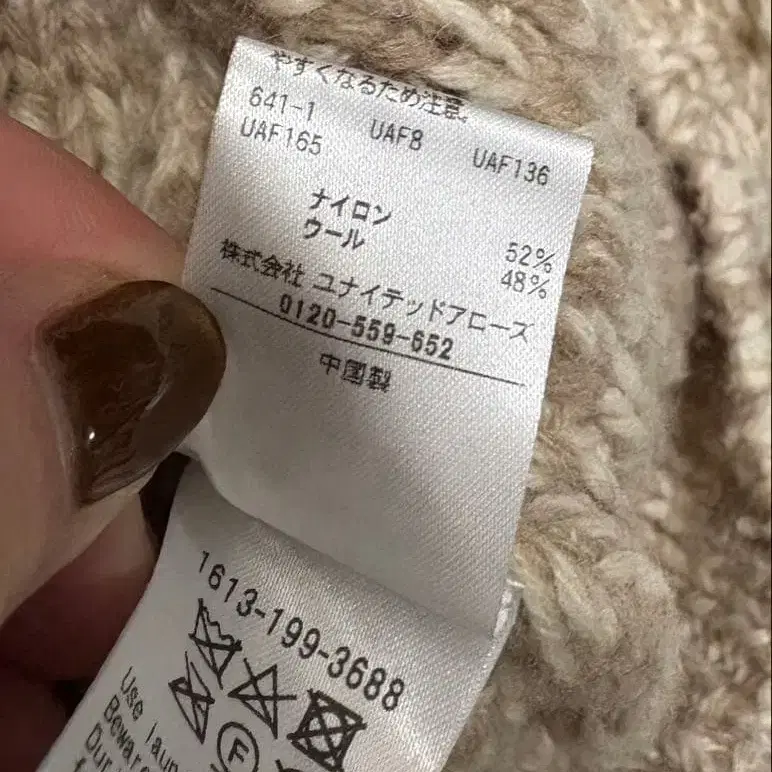 やすくなるため注意。
641-1 UAF8 UAF136
UAF165
ナイロン 52%
ウール 48%
株式会社 ユナイテッドアローズ
0120-559-652
中国製
1613-199-3688
F
Use
Beware